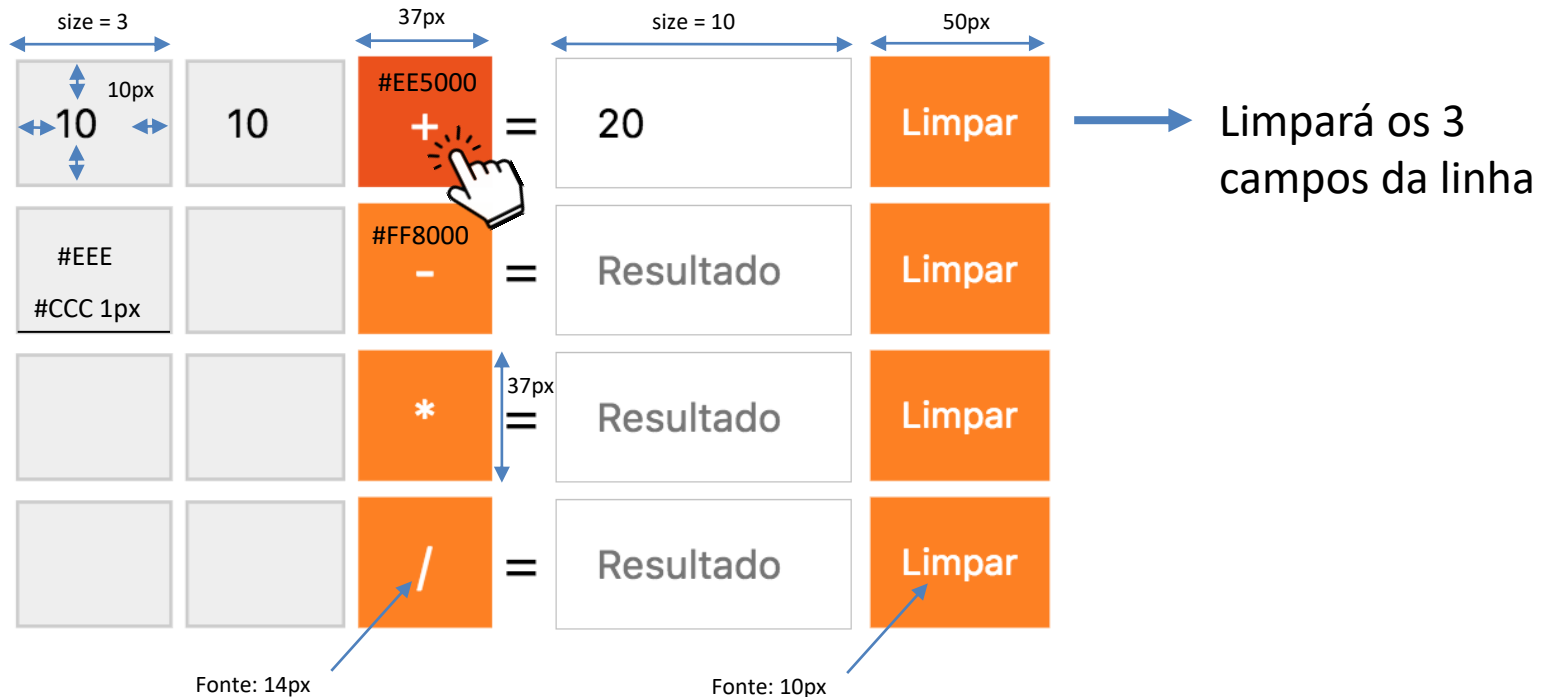 size = 3
37px
size = 10
50px
10px
10
10
#EE5000
+
=
20
Limpar
Limpará os 3
campos da linha
#EEE
#CCC 1px
#FF8000
-
=
Resultado
Limpar
*
37px
=
Resultado
Limpar
/
=
Resultado
Limpar
Fonte: 14px
Fonte: 10px